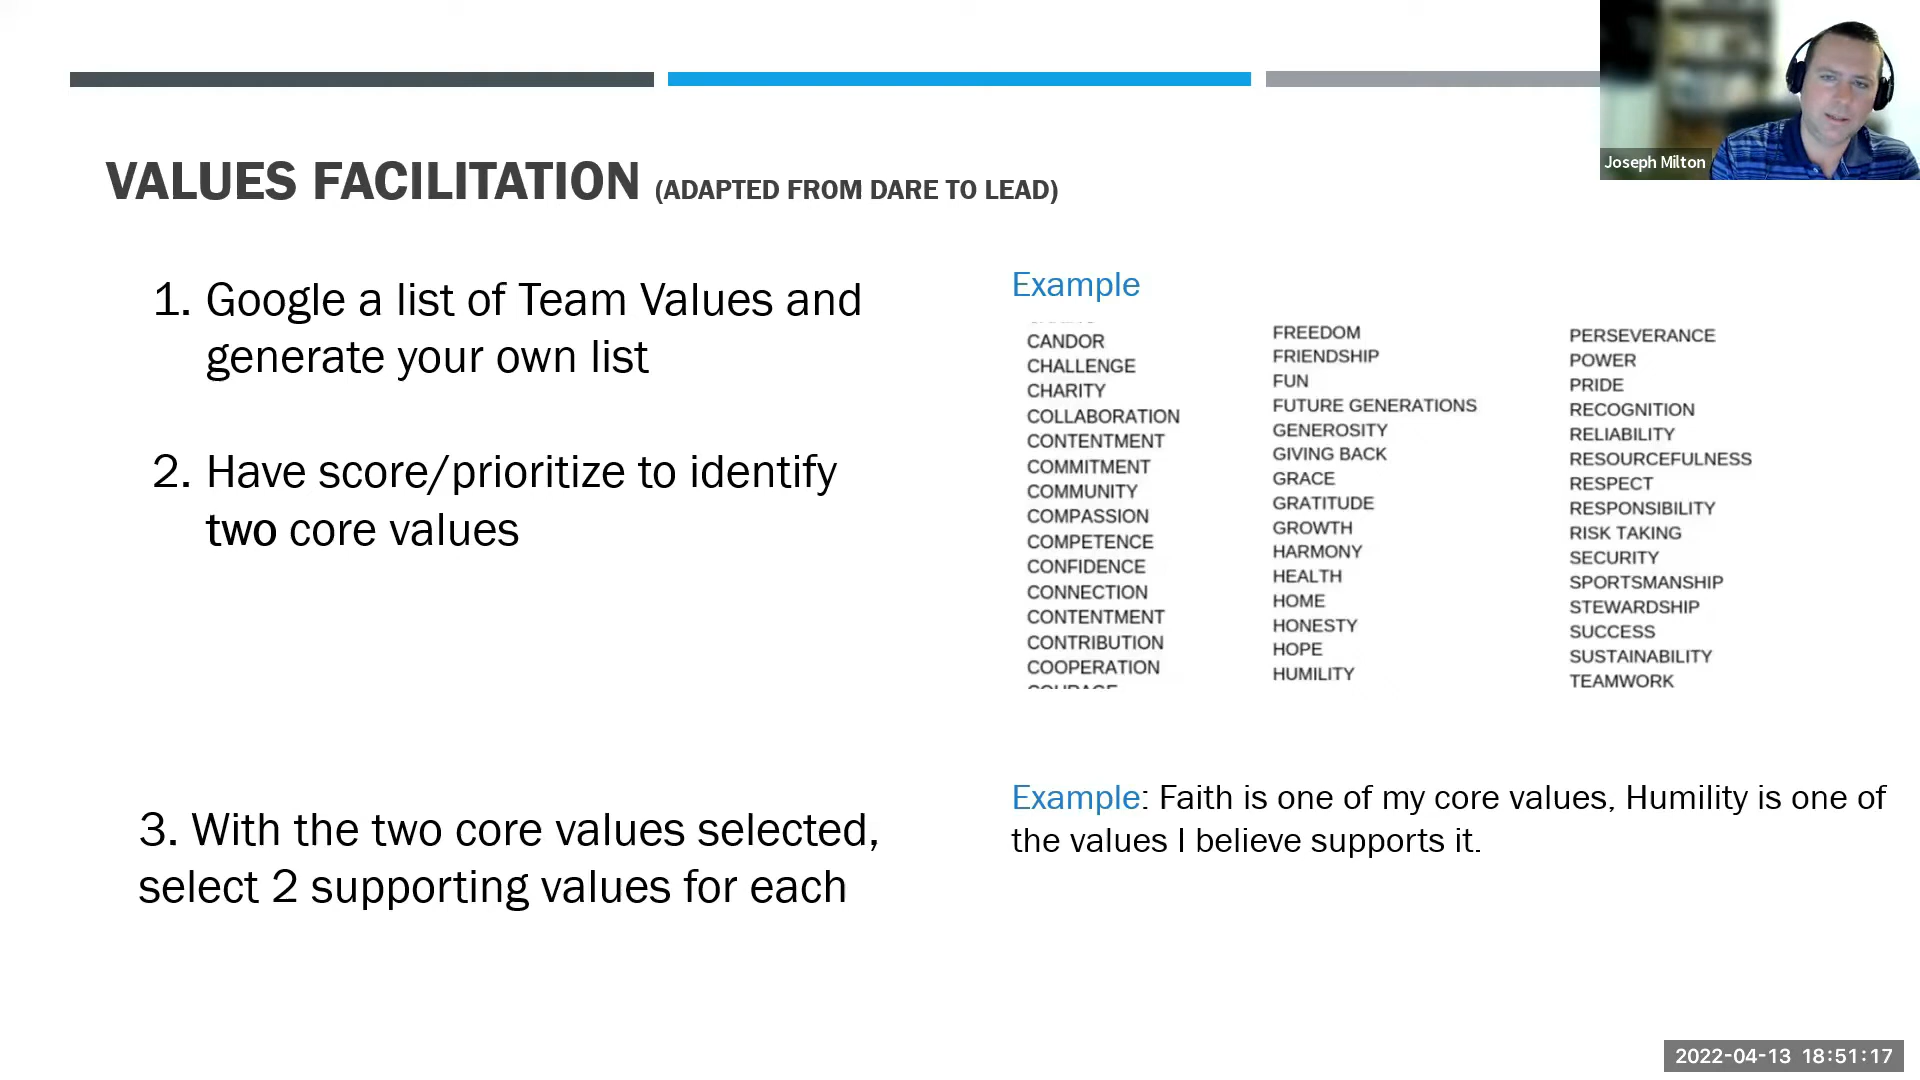 Joseph Milton
VALUES FACILITATION (ADAPTED FROM DARE TO LEAD)
1. Google a list of Team Values and
generate your own list
2. Have score/prioritize to identify
two core values
3. With the two core values selected,
select 2 supporting values for each
Example
CANDOR
CHALLENGE
CHARITY
COLLABORATION
CONTENTMENT
COMMITMENT
COMMUNITY
COMPASSION
COMPETENCE
CONFIDENCE
CONNECTION
CONTENTMENT
CONTRIBUTION
COOPERATION
FREEDOM
FRIENDSHIP
FUN
FUTURE GENERATIONS
GENEROSITY
GIVING BACK
GRACE
GRATITUDE
GROWTH
HARMONY
HEALTH
HOME
HONESTY
HOPE
HUMILITY
PERSEVERANCE
POWER
PRIDE
RECOGNITION
RELIABILITY
RESOURCEFULNESS
RESPECT
RESPONSIBILITY
RISK TAKING
SECURITY
SPORTSMANSHIP
STEWARDSHIP
SUCCESS
SUSTAINABILITY
TEAMWORK
Example: Faith is one of my core values, Humility is one of
the values I believe supports it.
2022-04-13 18:51:17